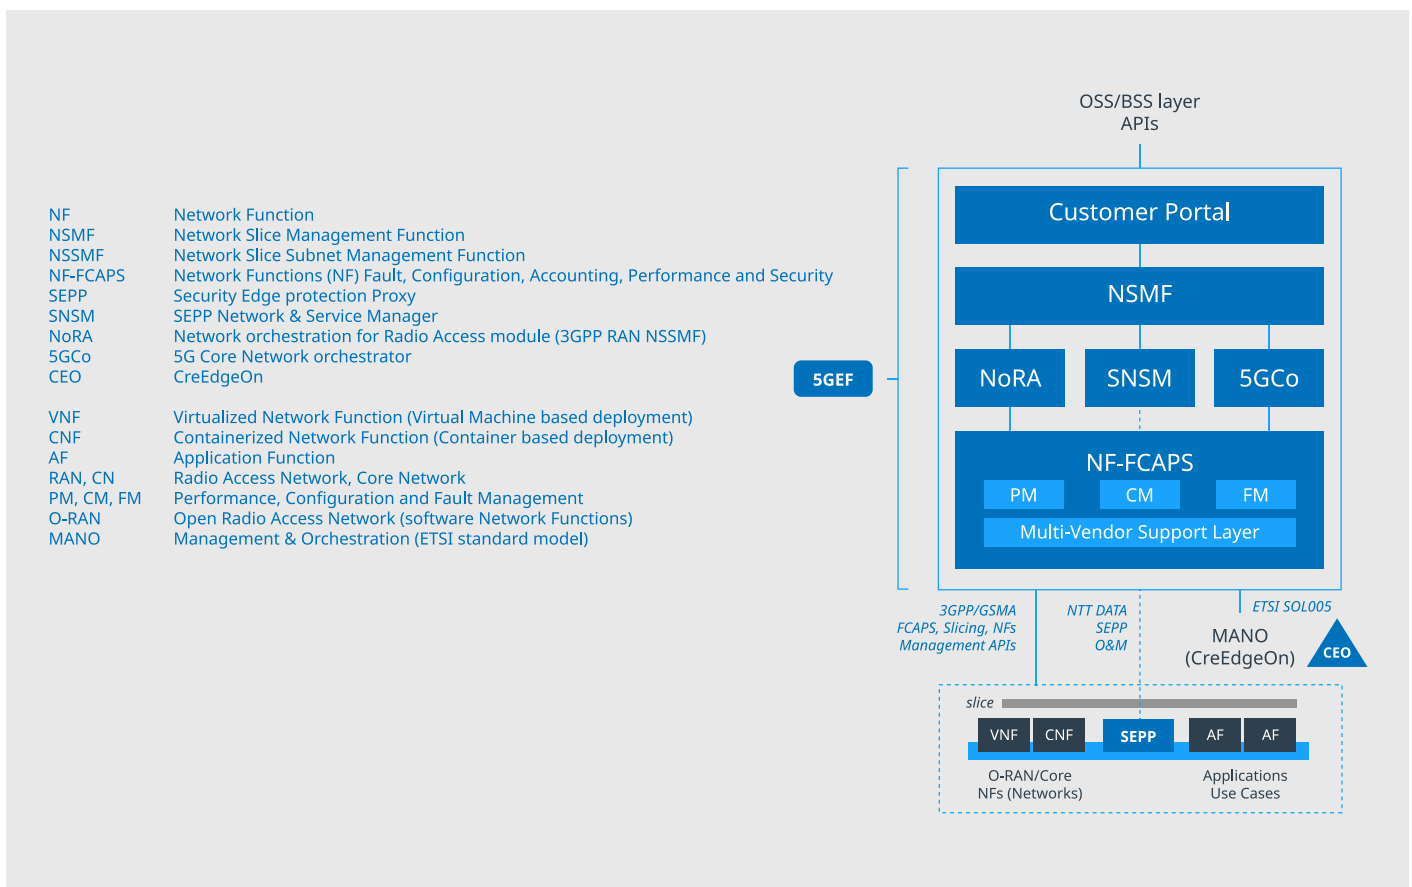 OSS/BSS layer
APIs
NF Network Function
NSMF Network Slice Management Function
NSSMF Network Slice Subnet Management Function
NF-FCAPS Network Functions (NF) Fault, Configuration, Accounting, Performance and Security
SEPP Security Edge protection Proxy
SNSM SEPP Network & Service Manager
NoRA Network orchestration for Radio Access module (3GPP RAN NSSMF)
5GCo 5G Core Network orchestrator
CEO CreEdgeOn
VNF Virtualized Network Function (Virtual Machine based deployment)
CNF Containerized Network Function (Container based deployment)
AF Application Function
RAN, CN Radio Access Network, Core Network
PM, CM, FM Performance, Configuration and Fault Management
O-RAN Open Radio Access Network (software Network Functions)
MANO Management & Orchestration (ETSI standard model)
5GEF
Customer Portal
NSMF
NoRA SNSM 5GCo
NF-FCAPS
PM CM FM
Multi-Vendor Support Layer
3GPP/GSMA
FCAPS, Slicing, NFs
Management APIs
NTT DATA
SEPP
O&M
ETSI SOL005
MANO
(CreEdgeOn)
CEO
slice
VNF CNF SEPP AF AF
O-RAN/Core
NFs (Networks)
Applications
Use Cases